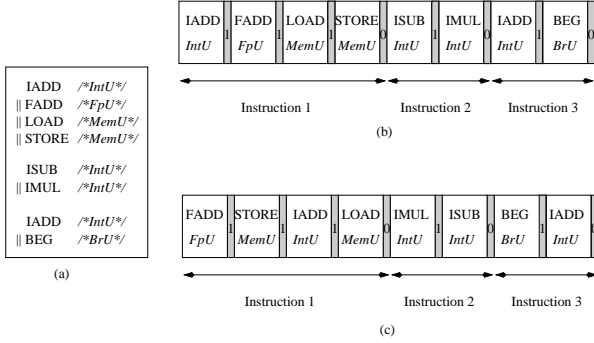 IADD FADD LOAD STORE ISUB IMUL IADD BEG
1 1 1 0 1 0 1 0
IntU FpU MemU MemU IntU IntU IntU BrU
Instruction 1 Instruction 2 Instruction 3
(b)
IADD /*IntU*/
|| FADD /*FpU*/
|| LOAD /*MemU*/
|| STORE /*MemU*/
ISUB /*IntU*/
|| IMUL /*IntU*/
IADD /*IntU*/
|| BEG /*BrU*/
(a)
FADD STORE IADD LOAD IMUL ISUB BEG IADD
1 1 1 0 1 0 1 0
FpU MemU IntU MemU IntU IntU BrU IntU
Instruction 1 Instruction 2 Instruction 3
(c)